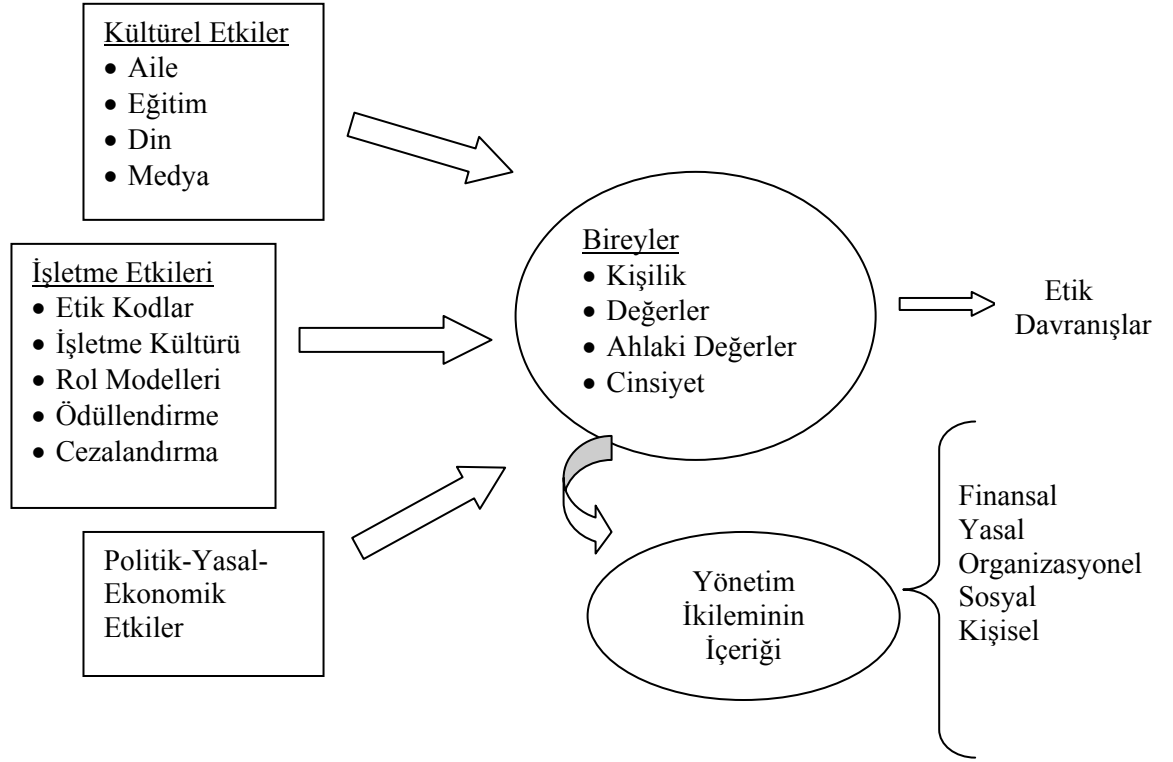 Kültürel Etkiler
• Aile
• Eğitim
• Din
• Medya
İşletme Etkileri
• Etik Kodlar
• İşletme Kültürü
• Rol Modelleri
• Ödüllendirme
• Cezalandırma
Politik-Yasal-
Ekonomik
Etkiler
Bireyler
• Kişilik
• Değerler
• Ahlaki Değerler
• Cinsiyet
Etik
Davranışlar
Yönetim
İkileminin
İçeriği
Finansal
Yasal
Organizasyonel
Sosyal
Kişisel